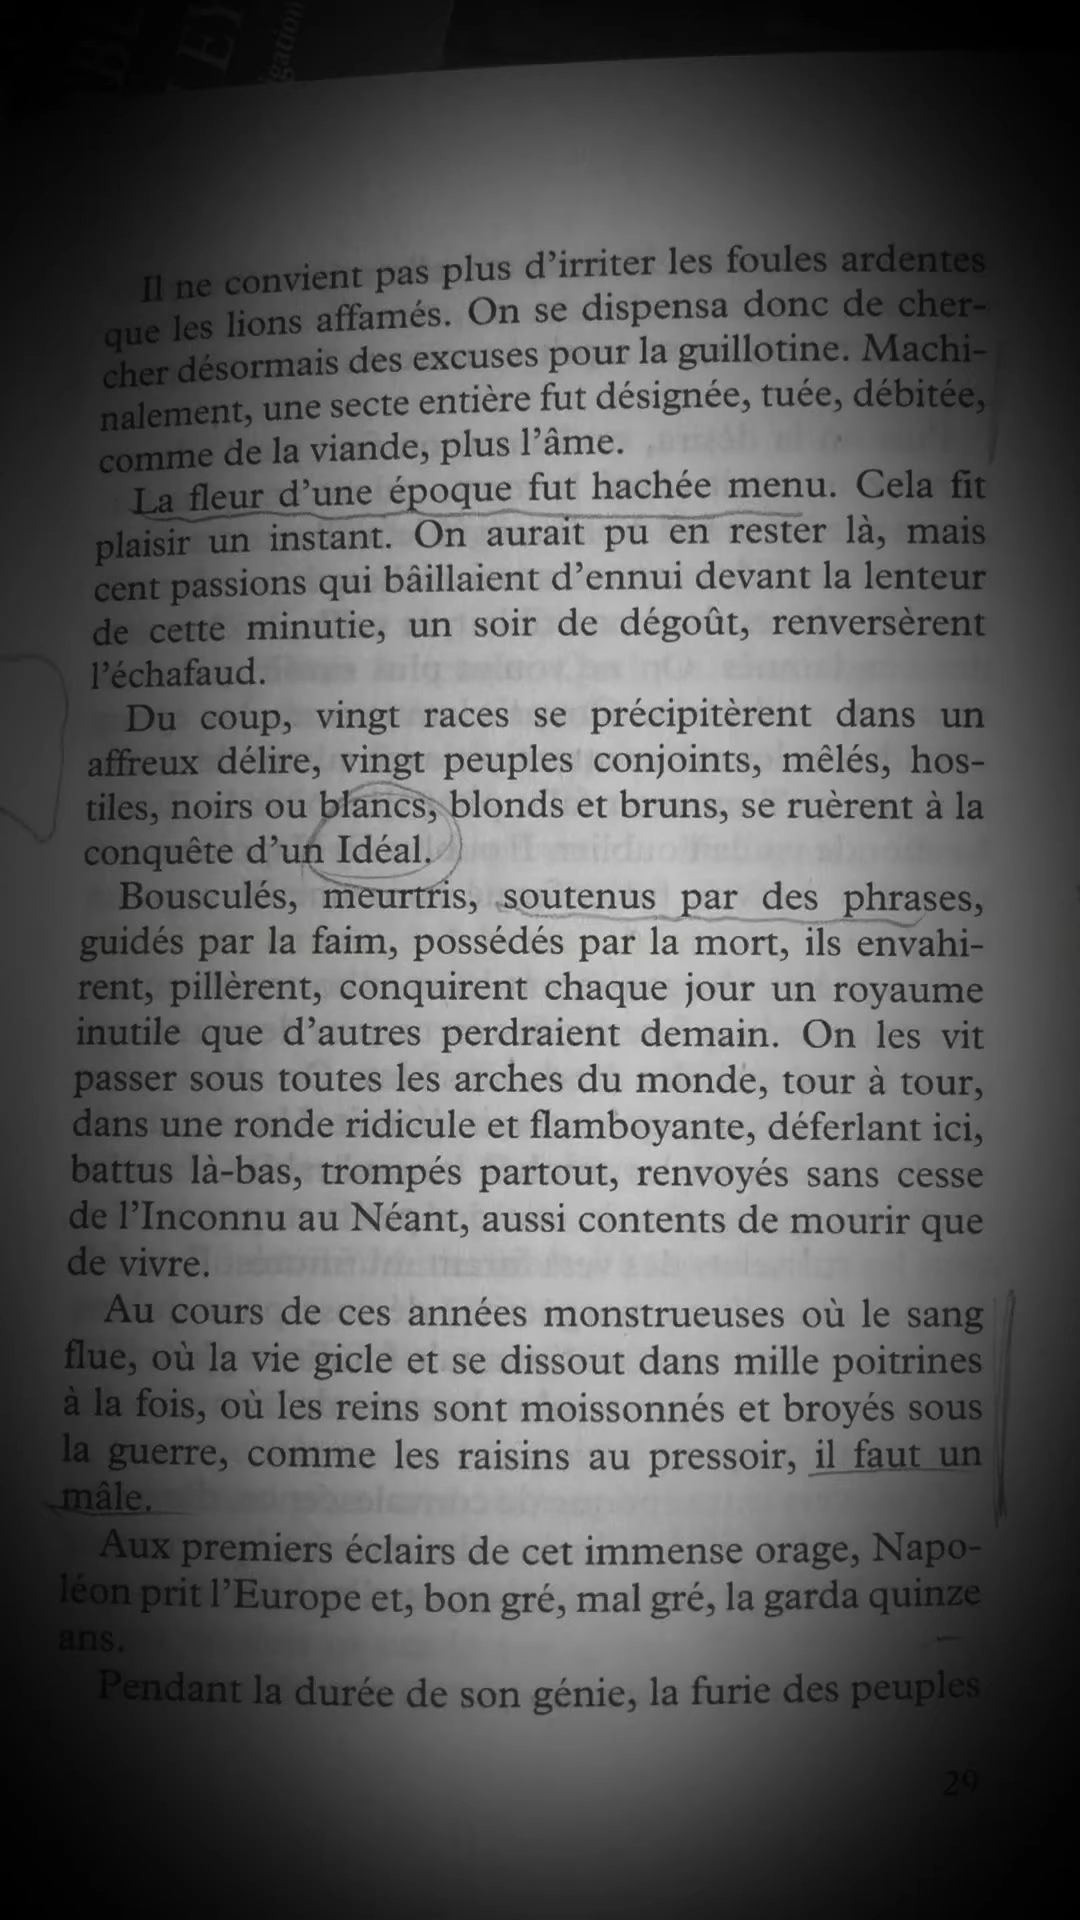 Il ne convient pas plus d'irriter les foules ardentes
que les lions affamés. On se dispensa donc de cher-
cher désormais des excuses pour la guillotine. Machi-
nalement, une secte entière fut désignée, tuée, débitée,
comme de la viande, plus l'âme.
La fleur d'une époque fut hachée menu. Cela fit
plaisir un instant. On aurait pu en rester là, mais
cent passions qui bâillaient d'ennui devant la lenteur
de cette minutie, un soir de dégoût, renversèrent
l'échafaud.
Du coup, vingt races se précipitèrent dans un
affreux délire, vingt peuples conjoints, mêlés, hos-
tiles, noirs ou blancs, blonds et bruns, se ruèrent à la
conquête d'un Idéal.
Bousculés, meurtris, soutenus par des phrases,
guidés par la faim, possédés par la mort, ils envahi-
rent, pillèrent, conquirent chaque jour un royaume
inutile que d'autres perdraient demain. On les vit
passer sous toutes les arches du monde, tour à tour,
dans une ronde ridicule et flamboyante, déferlant ici,
battus là-bas, trompés partout, renvoyés sans cesse
de l'Inconnu au Néant, aussi contents de mourir que
de vivre.
Au cours de ces années monstrueuses où le sang
flue, où la vie gicle et se dissout dans mille poitrines
à la fois, où les reins sont moissonnés et broyés sous
la guerre, comme les raisins au pressoir, il faut un
mâle.
Aux premiers éclairs de cet immense orage, Napo-
léon prit l'Europe et, bon gré, mal gré, la garda quinze
ans.
Pendant la durée de son génie, la furie des peuples
29